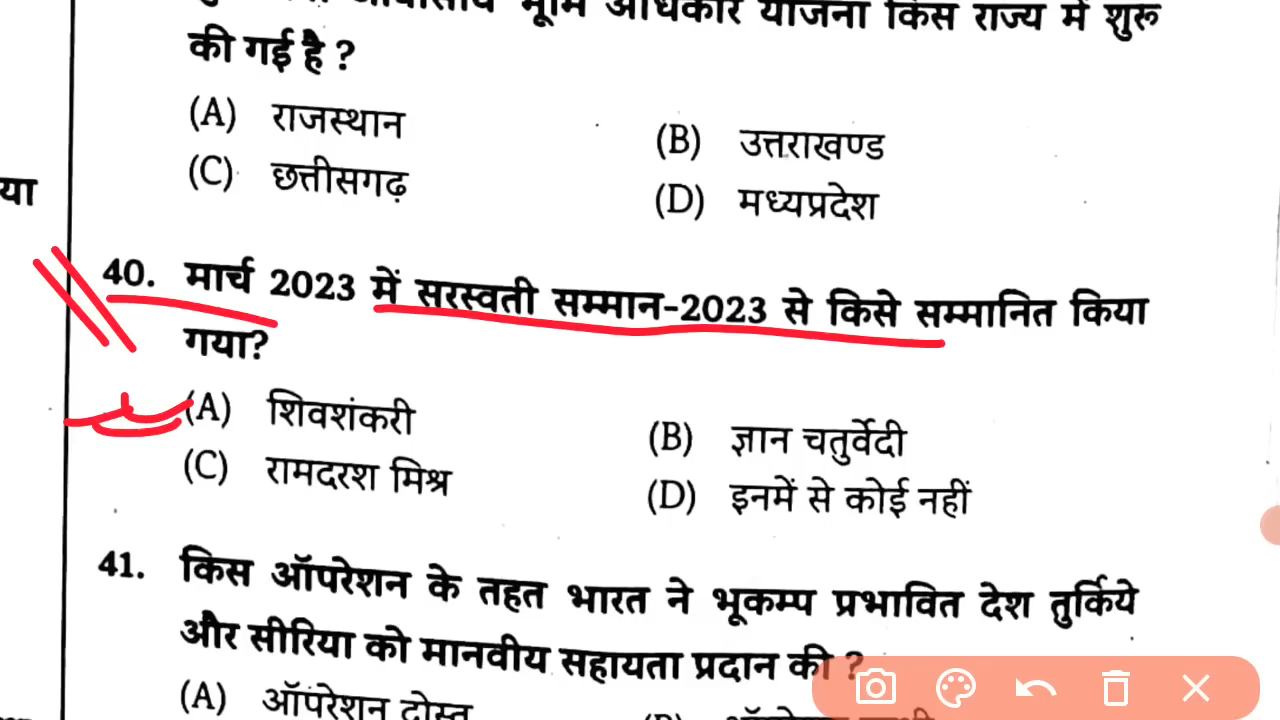 भूमि अधिकार योजना किस राज्य में शुरू
की गई है ?
(A) राजस्थान
(B) उत्तराखण्ड
(C) छत्तीसगढ़
(D) मध्यप्रदेश
या
40. मार्च 2023 में सरस्वती सम्मान-2023 से किसे सम्मानित किया
गया?
(A) शिवशंकरी
(B) ज्ञान चतुर्वेदी
(C) रामदरश मिश्र
(D) इनमें से कोई नहीं
41. किस ऑपरेशन के तहत भारत ने भूकम्प प्रभावित देश तुर्किये
और सीरिया को मानवीय सहायता प्रदान की ?
(A) ऑपरेशन दोस्त